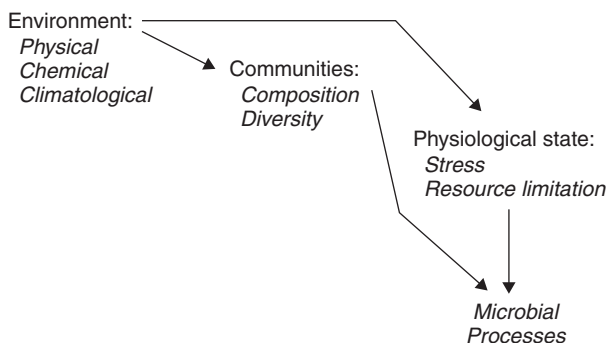 Environment:
Physical
Chemical
Climatological
Communities:
Composition
Diversity
Physiological state:
Stress
Resource limitation
Microbial
Processes